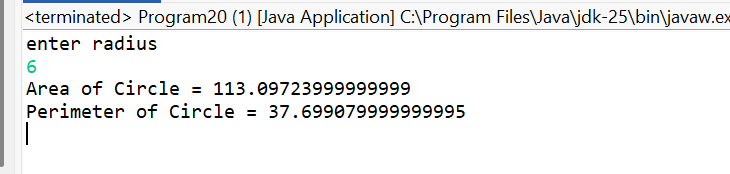 <terminated> Program20 (1) [Java Application] C:\Program Files\Java\jdk-25\bin\javaw.ex
enter radius
6
Area of Circle = 113.09723999999999
Perimeter of Circle = 37.699079999999995